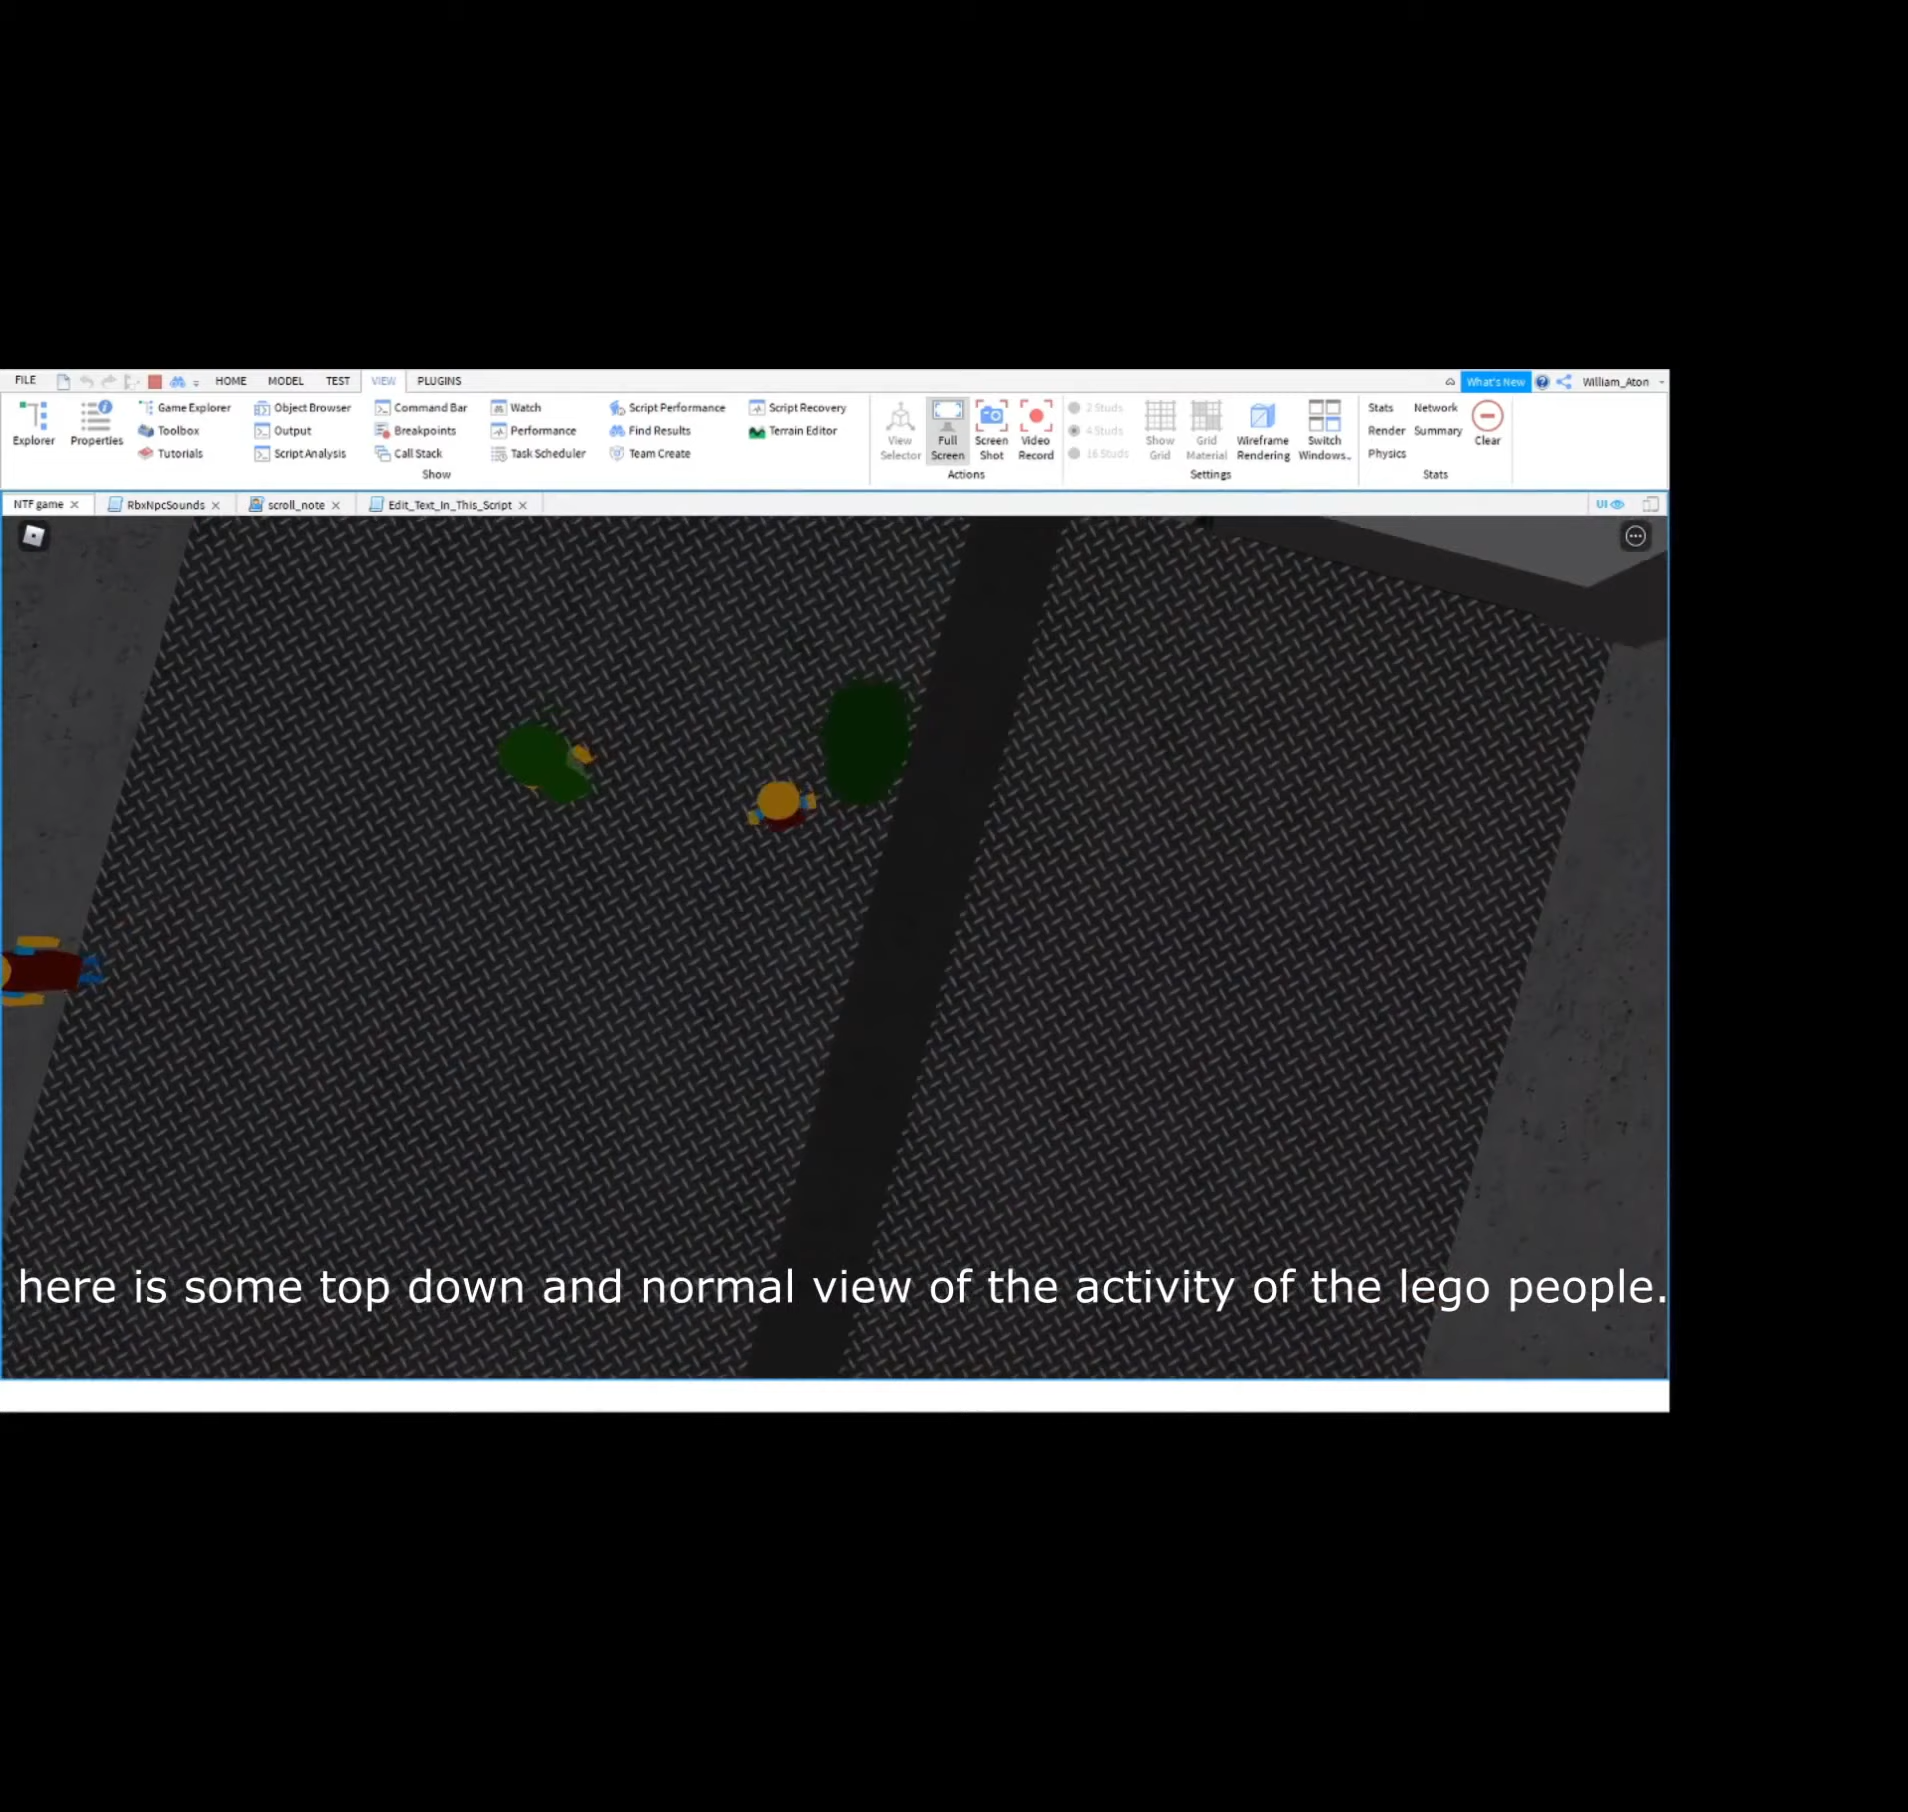 FILE HOME MODEL TEST VIEW PLUGINS What's New William_Aton
Explorer
Properties
Game Explorer
Toolbox
Tutorials
Object Browser
Output
Script Analysis
Command Bar
Breakpoints
Call Stack
Watch
Performance
Task Scheduler
Script Performance
Find Results
Team Create
Script Recovery
Terrain Editor
Show
View
Selector
Full
Screen
Screen
Shot
Video
Record
Actions
2 Studs
4 Studs
16 Studs
Show
Grid
Grid
Material
Wireframe
Rendering
Switch
Windows..
Settings
Stats Network
Render Summary
Physics
Clear
Stats
NTF game RbxNpcSounds scroll_note Edit_Text_In_This_Script UI
here is some top down and normal view of the activity of the lego people.